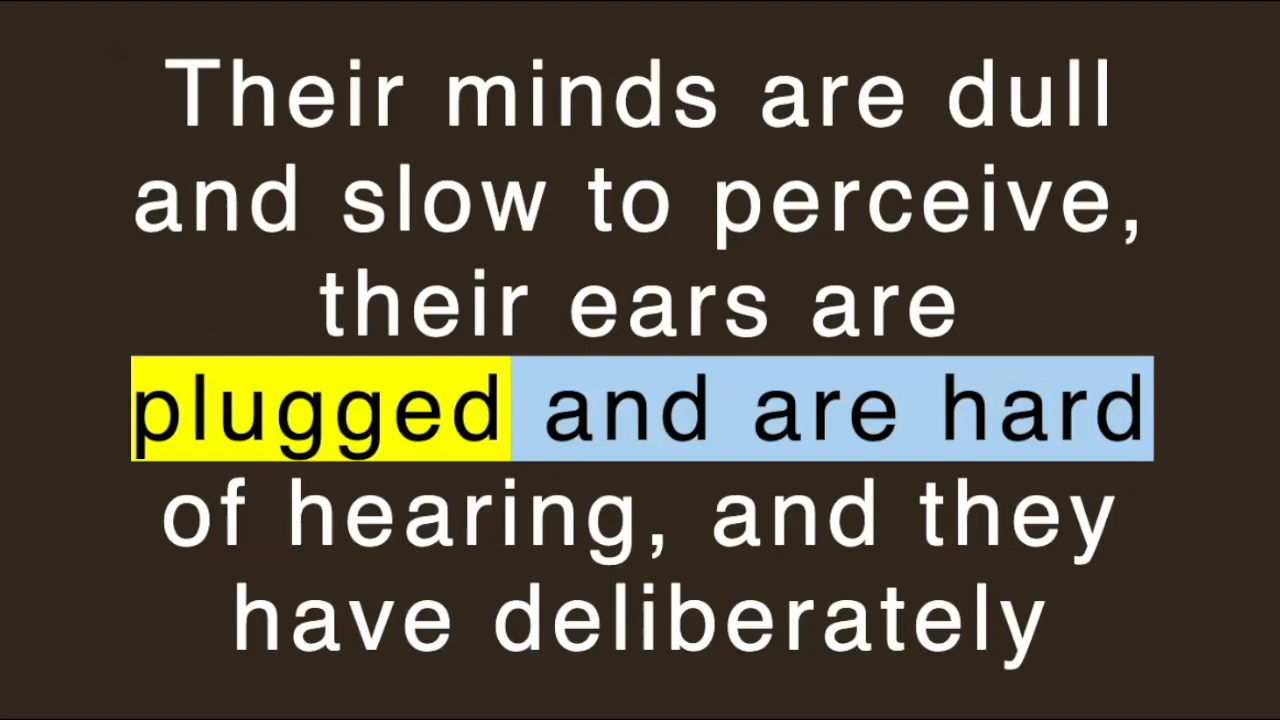 Their minds are dull
and slow to perceive,
their ears are
plugged and are hard
of hearing, and they
have deliberately